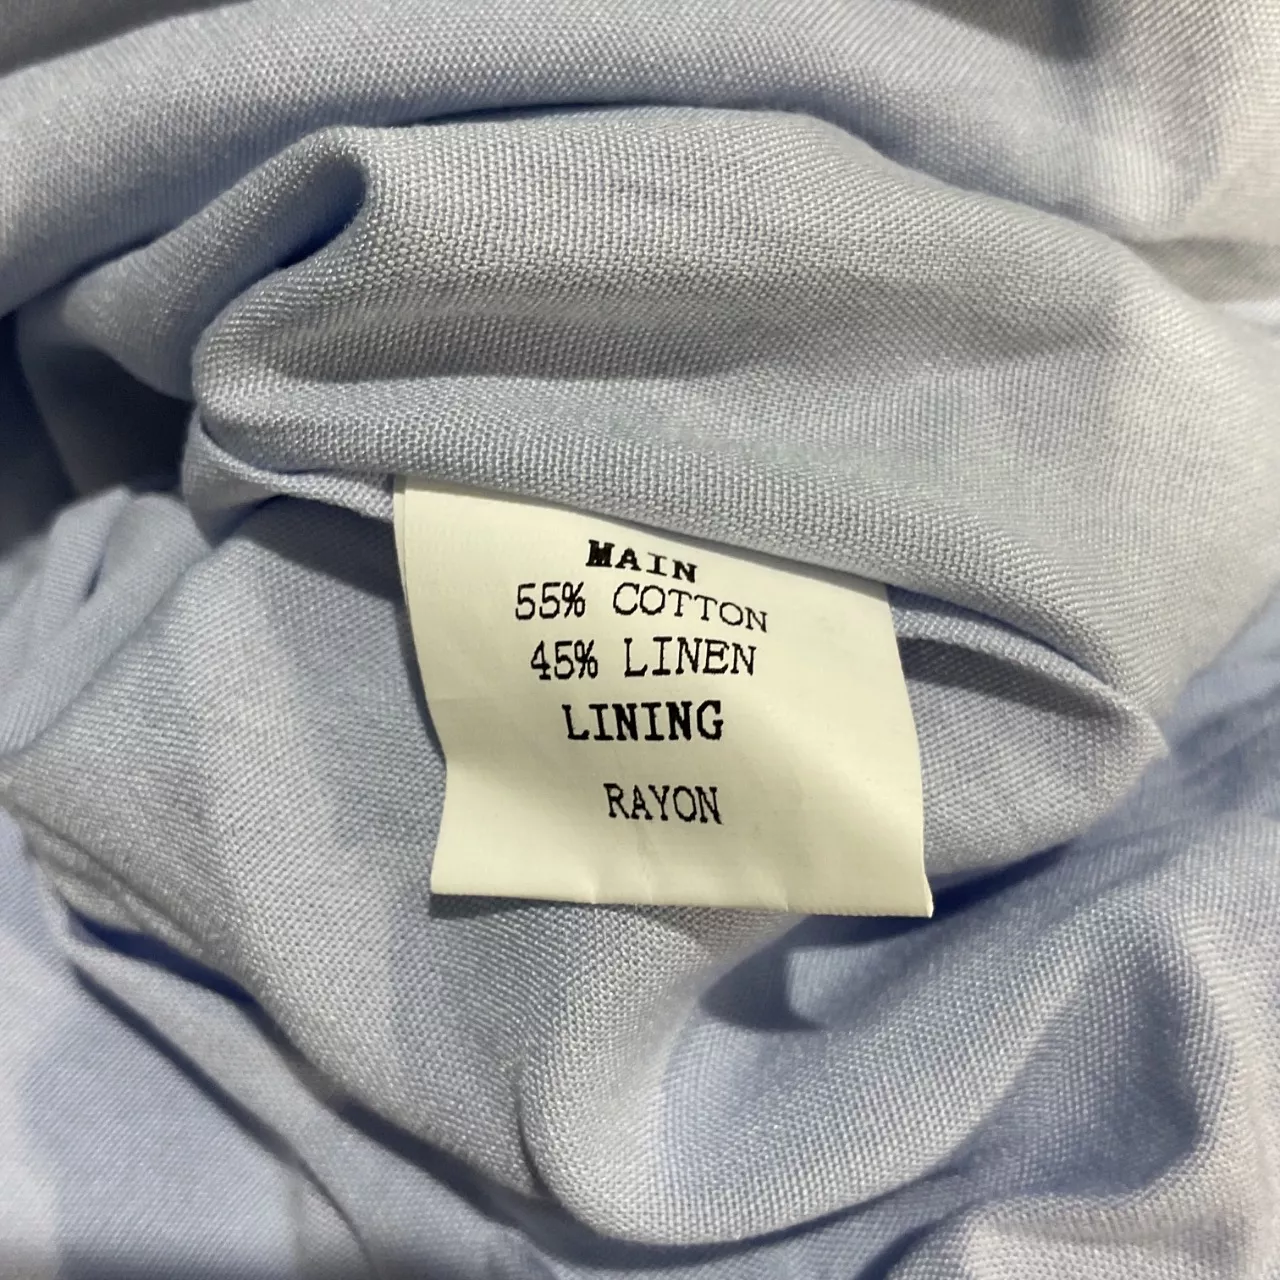 MAIN
55% COTTON
45% LINEN
LINING
RAYON